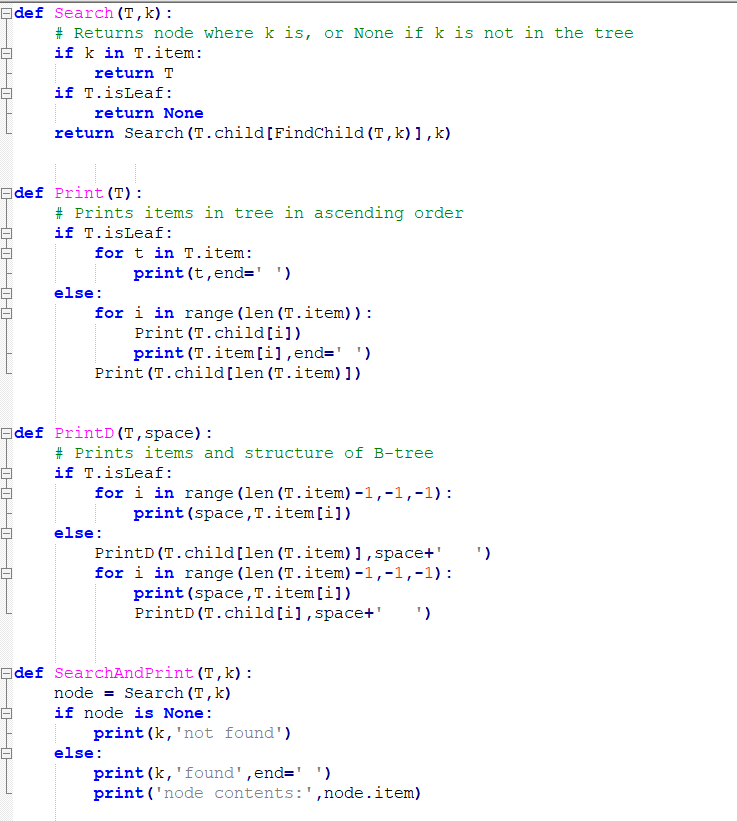 def Search(T,k):
    # Returns node where k is, or None if k is not in the tree
    if k in T.item:
        return T
    if T.isLeaf:
        return None
    return Search(T.child[FindChild(T,k)],k)
def Print(T):
    # Prints items in tree in ascending order
    if T.isLeaf:
        for t in T.item:
            print(t,end=' ')
    else:
        for i in range(len(T.item)):
            Print(T.child[i])
            print(T.item[i],end=' ')
        Print(T.child[len(T.item)])
def PrintD(T,space):
    # Prints items and structure of B-tree
    if T.isLeaf:
        for i in range(len(T.item)-1,-1,-1):
            print(space,T.item[i])
    else:
        PrintD(T.child[len(T.item)],space+'   ')
        for i in range(len(T.item)-1,-1,-1):
            print(space,T.item[i])
            PrintD(T.child[i],space+'   ')
def SearchAndPrint(T,k):
    node = Search(T,k)
    if node is None:
        print(k,'not found')
    else:
        print(k,'found',end=' ')
        print('node contents:',node.item)